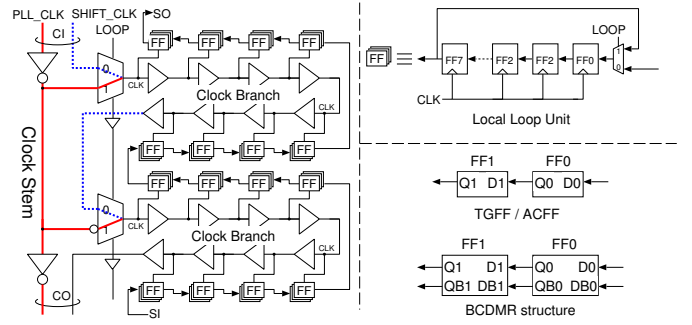 PLL_CLK
SHIFT_CLK
SO
CI
LOOP
FF FF FF FF
0
1
CLK
Clock Branch
CLK
FF FF FF FF
Clock Stem
FF FF FF FF
0
1
CLK
Clock Branch
CLK
FF FF FF FF
CO
SI
LOOP
FF
FF7
FF2
FF2
FF0
1
0
CLK
Local Loop Unit
FF1 FF0
Q1 D1 Q0 D0
TGFF / ACFF
FF1 FF0
Q1 D1 Q0 D0
QB1 DB1 QB0 DB0
BCDMR structure